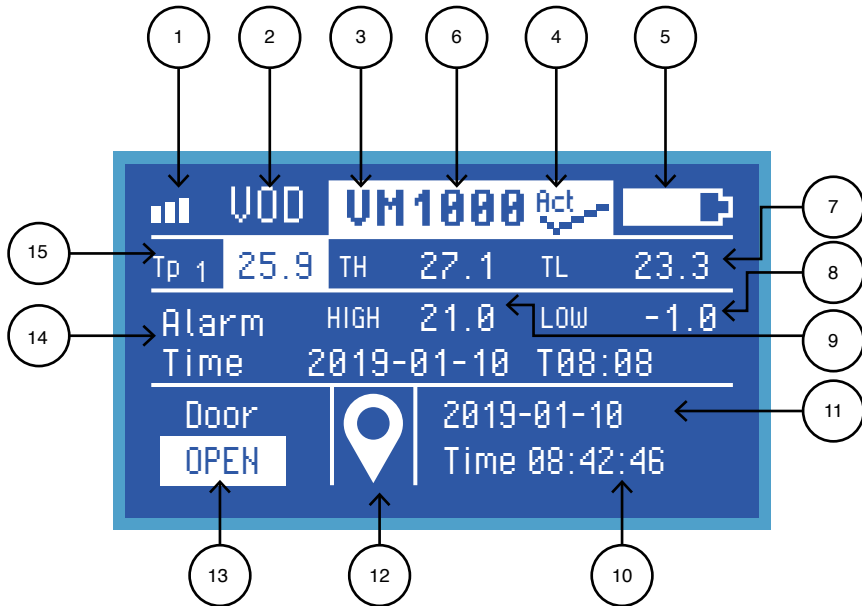 1 2 3 6 4 5
VOD VM1000 Act
7
15
Tp 1 25.9 TH 27.1 TL 23.3
8
14
Alarm HIGH 21.0 LOW -1.0
9
Time 2019-01-10 T08:08
Door 2019-01-10
11
OPEN Time 08:42:46
13 12 10